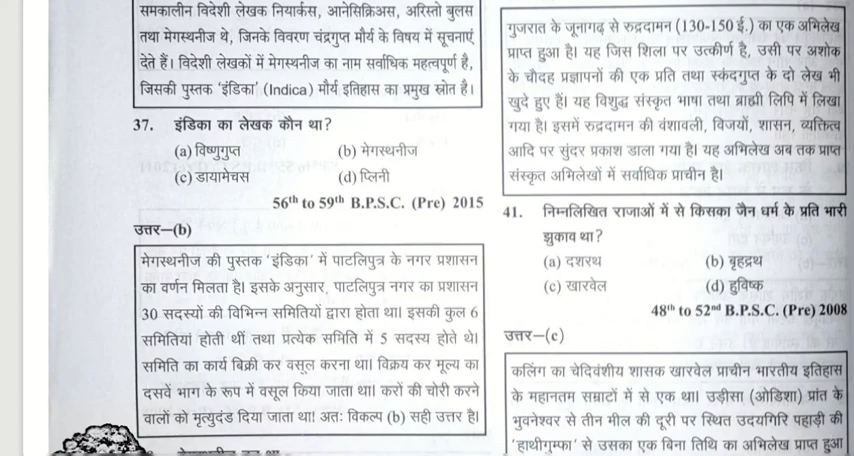 समकालीन विदेशी लेखक नियार्कस, आनेसिक्रिअस, अरिस्तो बुलस
तथा मेगस्थनीज थे, जिनके विवरण चंद्रगुप्त मौर्य के विषय में सूचनाएं
देते हैं। विदेशी लेखकों में मेगस्थनीज का नाम सर्वाधिक महत्वपूर्ण है,
जिसकी पुस्तक 'इंडिका' (Indica) मौर्य इतिहास का प्रमुख स्रोत है।
37. इंडिका का लेखक कौन था?
(a) विष्णुगुप्त (b) मेगस्थनीज
(c) डायामेचस (d) प्लिनी
56th to 59th B.P.S.C. (Pre) 2015
उत्तर—(b)
मेगस्थनीज की पुस्तक 'इंडिका' में पाटलिपुत्र के नगर प्रशासन
का वर्णन मिलता है। इसके अनुसार, पाटलिपुत्र नगर का प्रशासन
30 सदस्यों की विभिन्न समितियों द्वारा होता था। इसकी कुल 6
समितियां होती थीं तथा प्रत्येक समिति में 5 सदस्य होते थे।
समिति का कार्य बिक्री कर वसूल करना था। विक्रय कर मूल्य का
दसवें भाग के रूप में वसूल किया जाता था। करों की चोरी करने
वालों को मृत्युदंड दिया जाता था! अतः विकल्प (b) सही उत्तर है।
गुजरात के जूनागढ़ से रुद्रदामन (130-150 ई.) का एक अभिलेख
प्राप्त हुआ है। यह जिस शिला पर उत्कीर्ण है, उसी पर अशोक
के चौदह प्रज्ञापनों की एक प्रति तथा स्कंदगुप्त के दो लेख भी
खुदे हुए हैं। यह विशुद्ध संस्कृत भाषा तथा ब्राह्मी लिपि में लिखा
गया है। इसमें रुद्रदामन की वंशावली, विजयों, शासन, व्यक्तित्व
आदि पर सुंदर प्रकाश डाला गया है। यह अभिलेख अब तक प्राप्त
संस्कृत अभिलेखों में सर्वाधिक प्राचीन है।
41. निम्नलिखित राजाओं में से किसका जैन धर्म के प्रति भारी
झुकाव था?
(a) दशरथ (b) बृहद्रथ
(c) खारवेल (d) हुविष्क
48th to 52nd B.P.S.C. (Pre) 2008
उत्तर—(c)
कलिंग का चेदिवंशीय शासक खारवेल प्राचीन भारतीय इतिहास
के महानतम सम्राटों में से एक था। उड़ीसा (ओडिशा) प्रांत के
भुवनेश्वर से तीन मील की दूरी पर स्थित उदयगिरि पहाड़ी की
'हाथीगुम्फा' से उसका एक बिना तिथि का अभिलेख प्राप्त हुआ